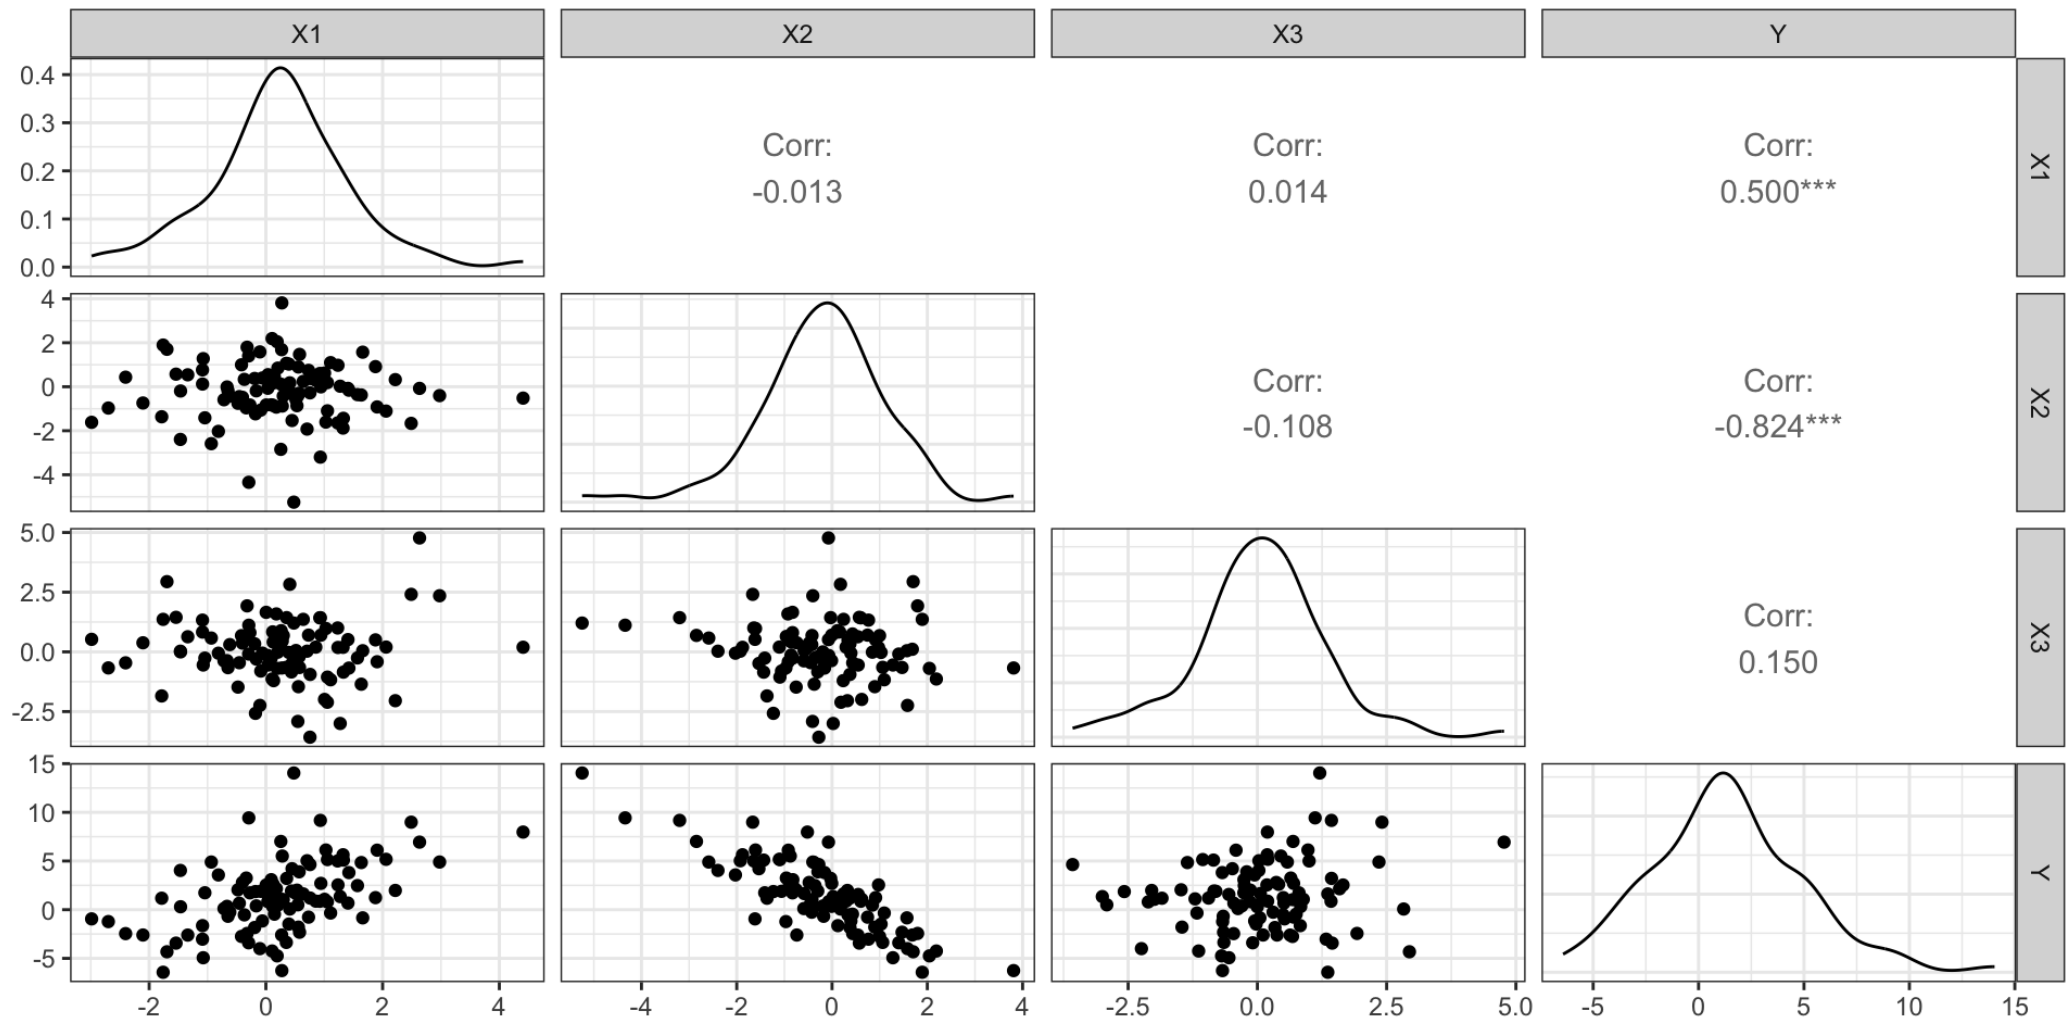 X1 X2 X3 Y
0.4
0.3
0.2
0.1
0.0
Corr:
-0.013
Corr:
0.014
Corr:
0.500***
X1
4
2
0
-2
-4
Corr:
-0.108
Corr:
-0.824***
X2
5.0
2.5
0.0
-2.5
Corr:
0.150
X3
15
10
5
0
-5
Y
-2 0 2 4
-4 -2 0 2 4
-2.5 0.0 2.5 5.0
-5 0 5 10 15